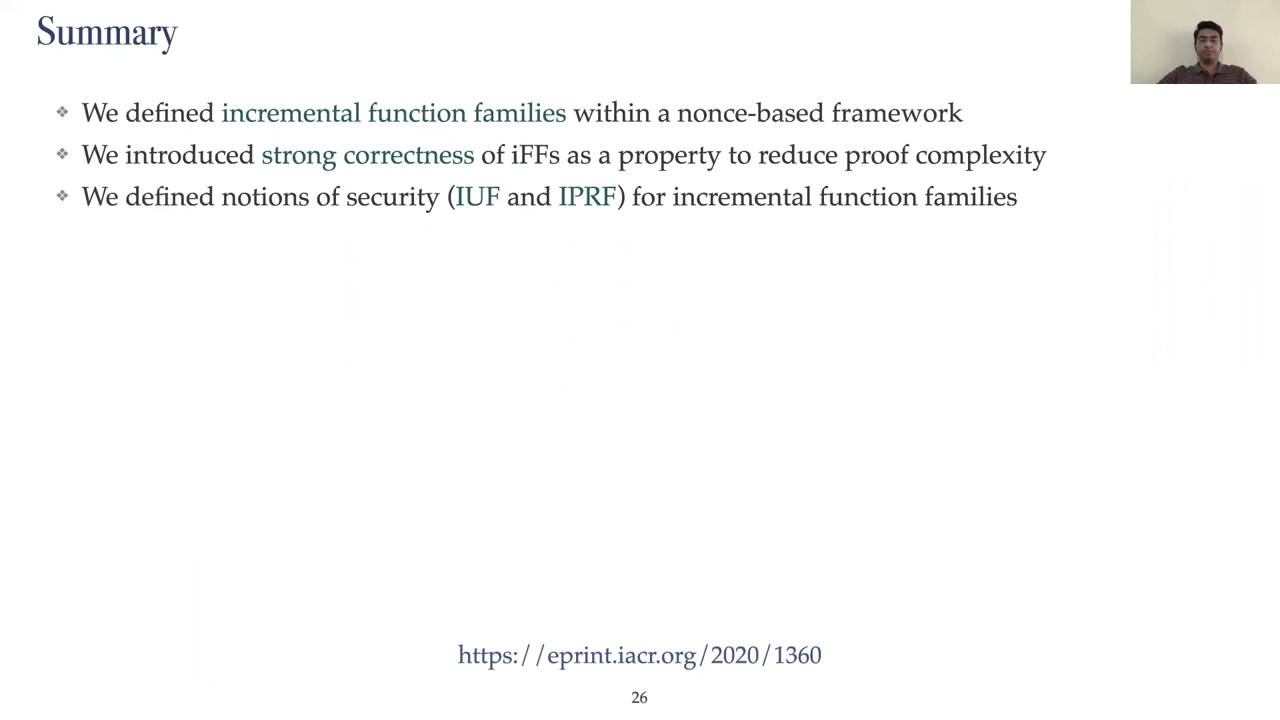 Summary
❖ We defined incremental function families within a nonce-based framework
❖ We introduced strong correctness of iFFs as a property to reduce proof complexity
❖ We defined notions of security (IUF and IPRF) for incremental function families
https://eprint.iacr.org/2020/1360
26